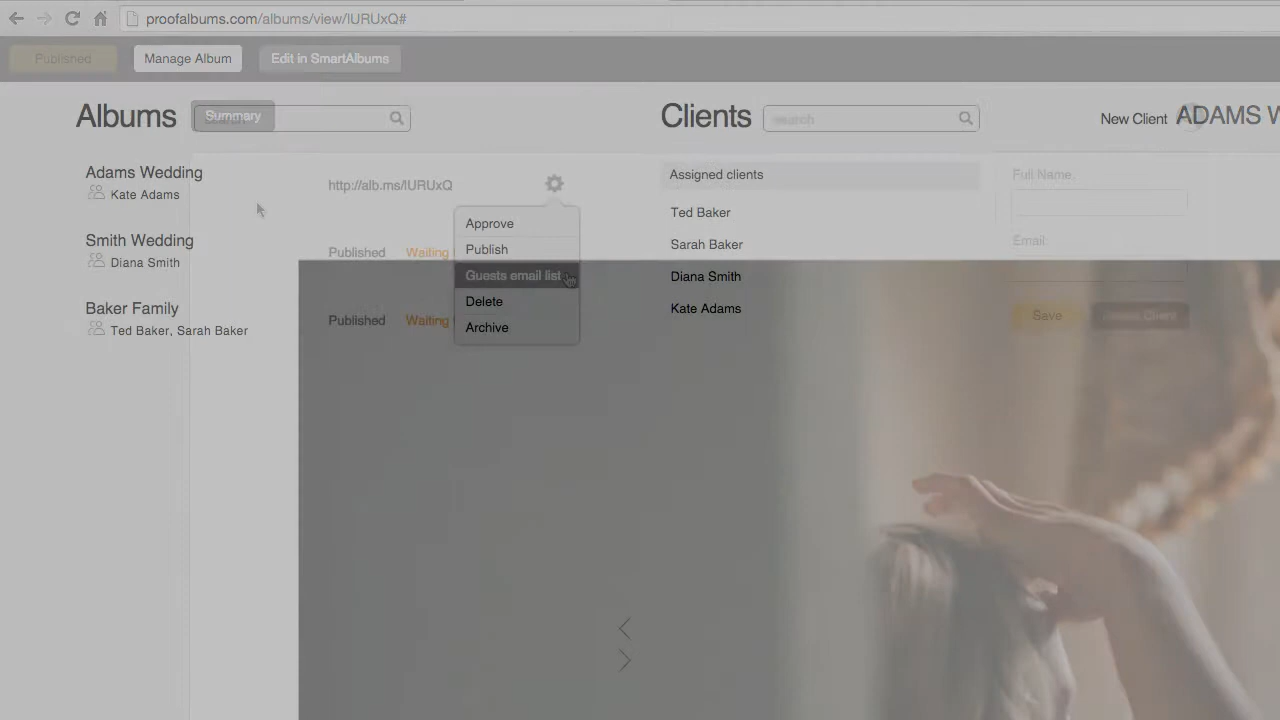 proofalbums.com/albums/view/lURUxQ#
Published
Manage Album
Edit in SmartAlbums
Albums
Summary
Clients
search
New Client
ADAMS W
Adams Wedding
Kate Adams
http://alb.ms/lURUxQ
Assigned clients
Full Name:
Approve
Ted Baker
Smith Wedding
Diana Smith
Published
Waiting
Publish
Sarah Baker
Email:
Guests email list
Diana Smith
Baker Family
Ted Baker, Sarah Baker
Published
Waiting
Delete
Kate Adams
Save
Archive